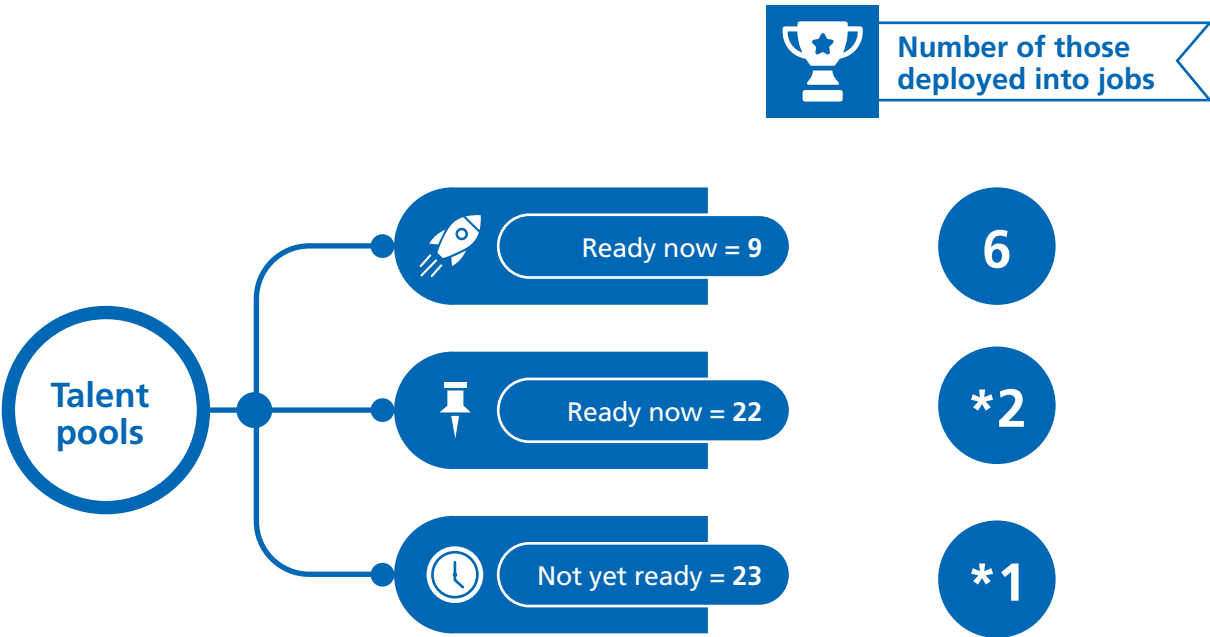 Number of those
deployed into jobs
Talent
pools
Ready now = 9
6
Ready now = 22
*2
Not yet ready = 23
*1